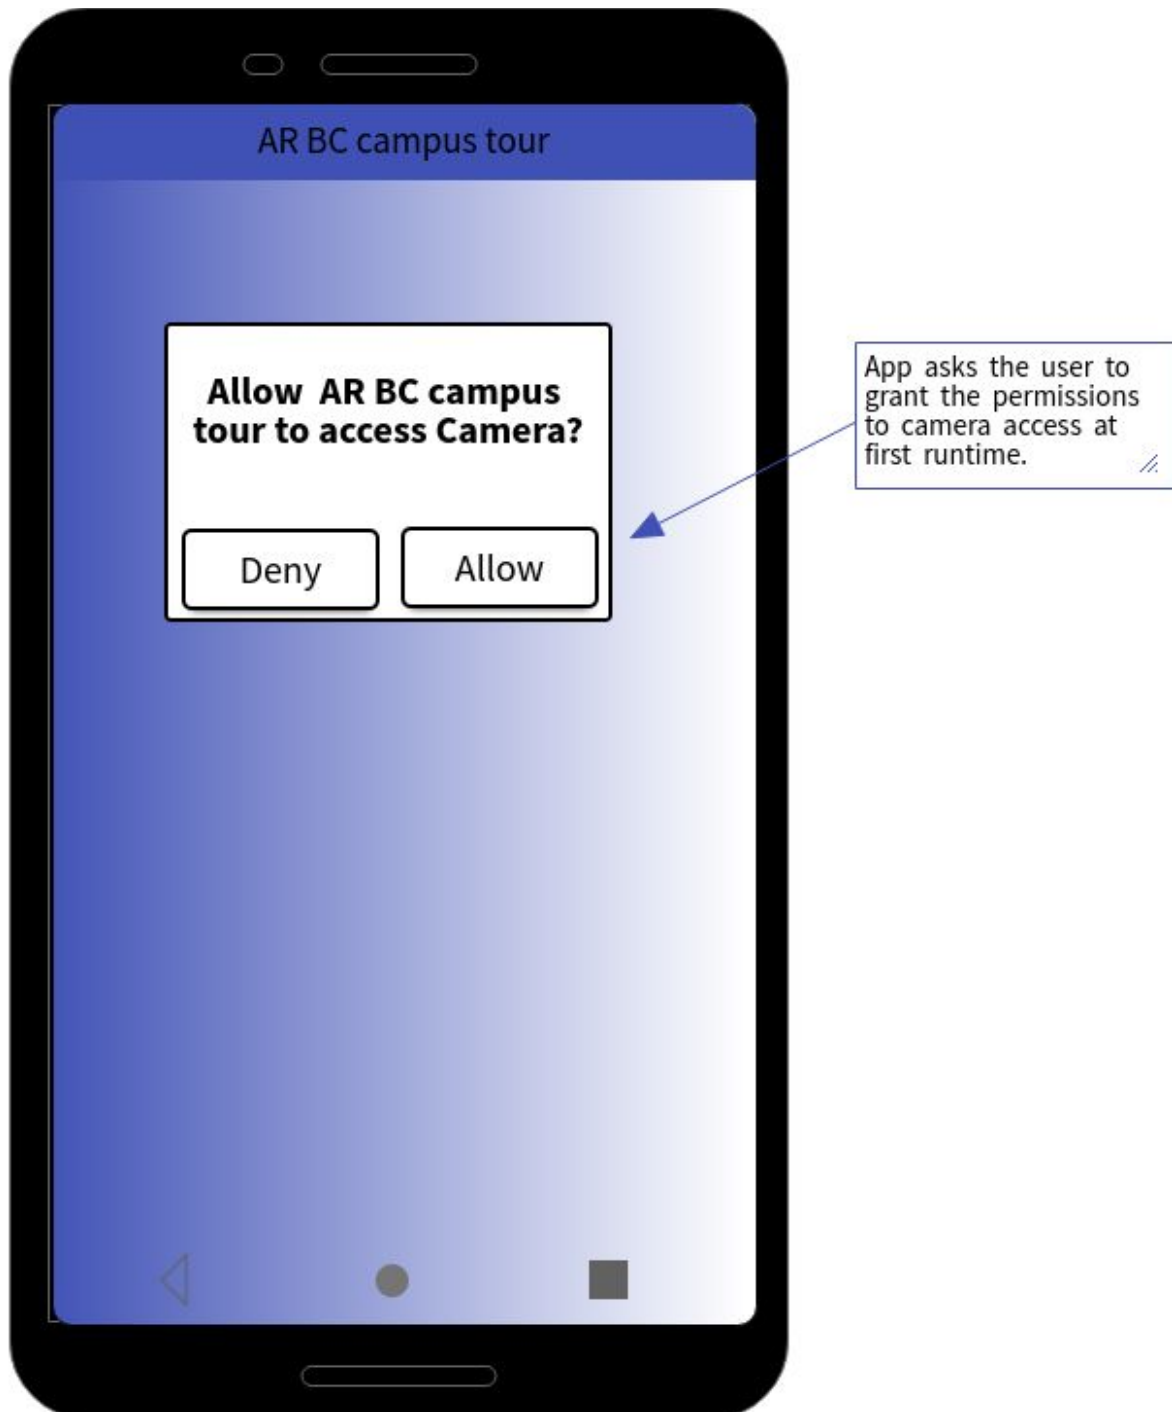 AR BC campus tour
Allow AR BC campus
tour to access Camera?
Deny
Allow
App asks the user to
grant the permissions
to camera access at
first runtime.